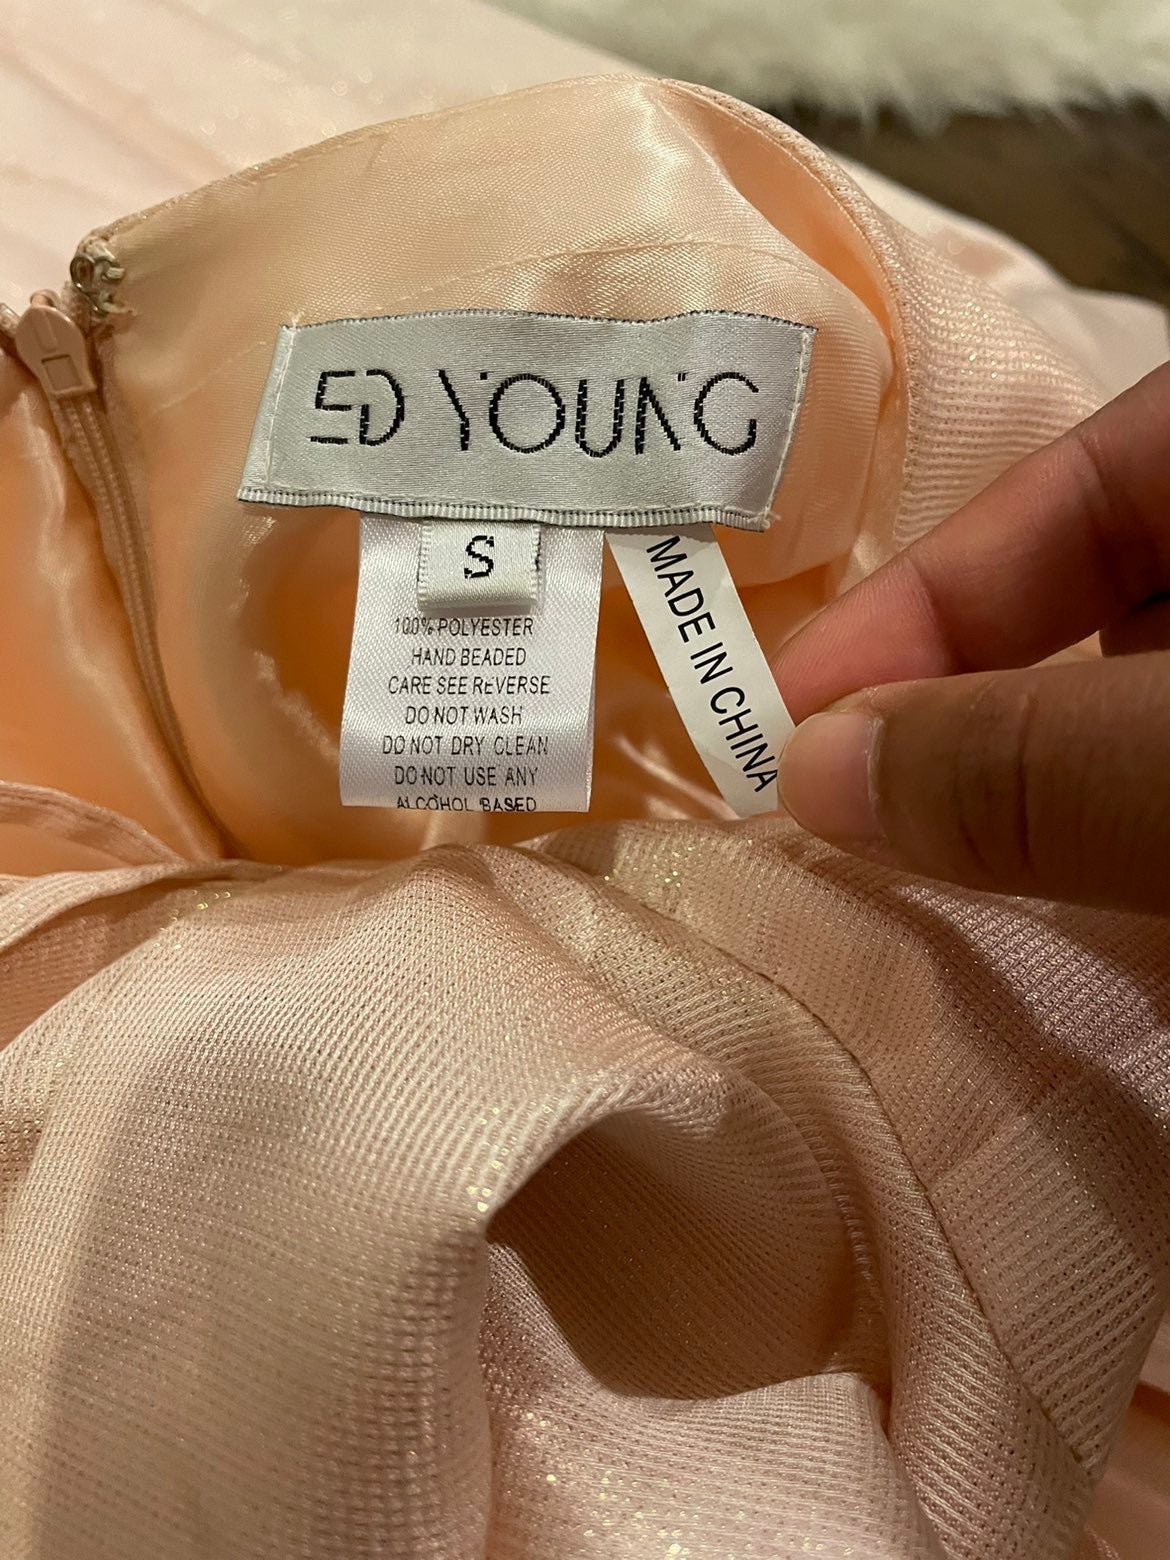 ED YOUNG
S
100% POLYESTER
HAND BEADED
CARE SEE REVERSE
DO NOT WASH
DO NOT DRY CLEAN
DO NOT USE ANY
ALCOHOL BASED
MADE IN CHINA